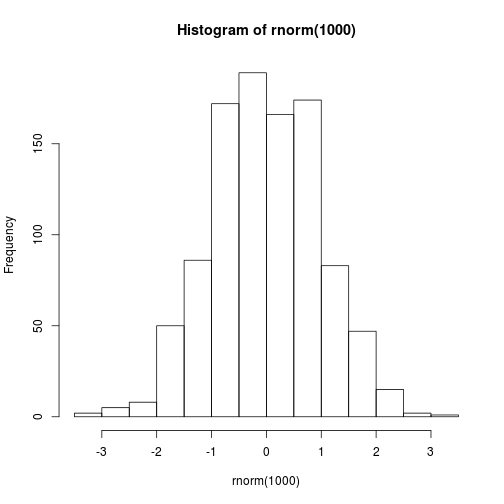 Histogram of rnorm(1000)
Frequency
150
100
50
0
-3 -2 -1 0 1 2 3
rnorm(1000)